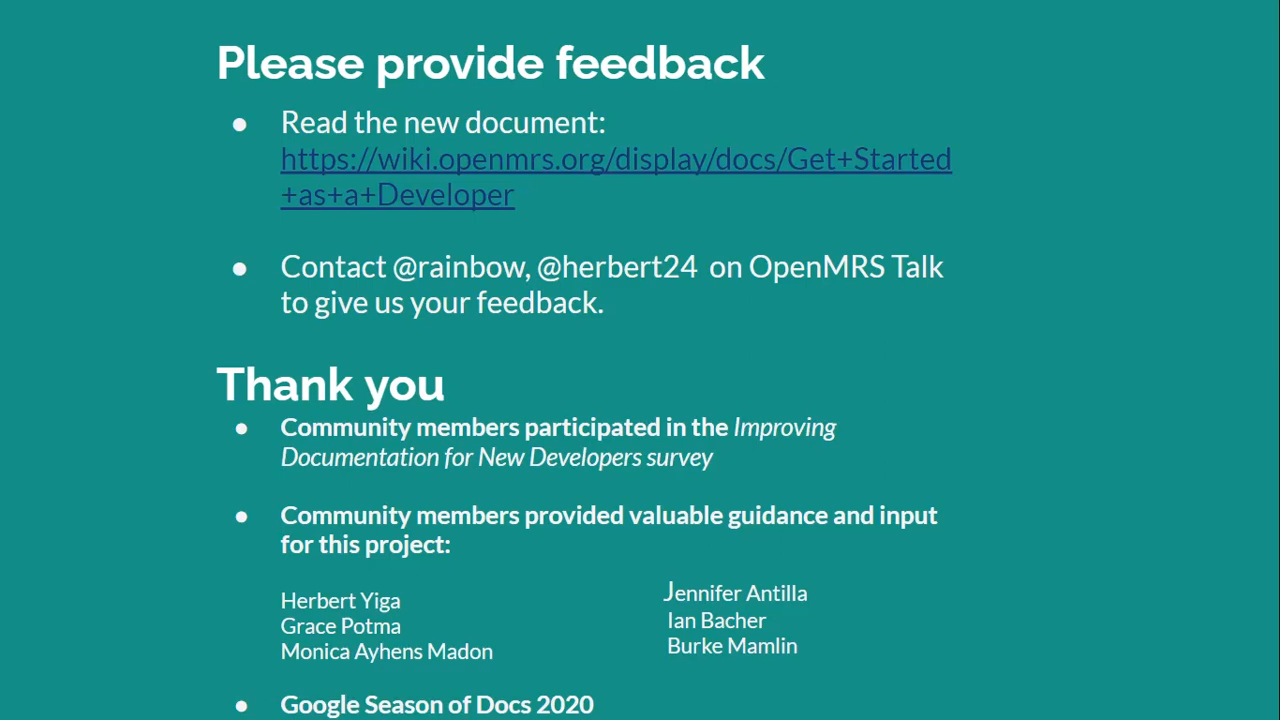 Please provide feedback
● Read the new document:
https://wiki.openmrs.org/display/docs/Get+Started
+as+a+Developer
● Contact @rainbow, @herbert24 on OpenMRS Talk
to give us your feedback.
Thank you
● Community members participated in the Improving
Documentation for New Developers survey
● Community members provided valuable guidance and input
for this project:
Herbert Yiga
Grace Potma
Monica Ayhens Madon
Jennifer Antilla
Ian Bacher
Burke Mamlin
● Google Season of Docs 2020